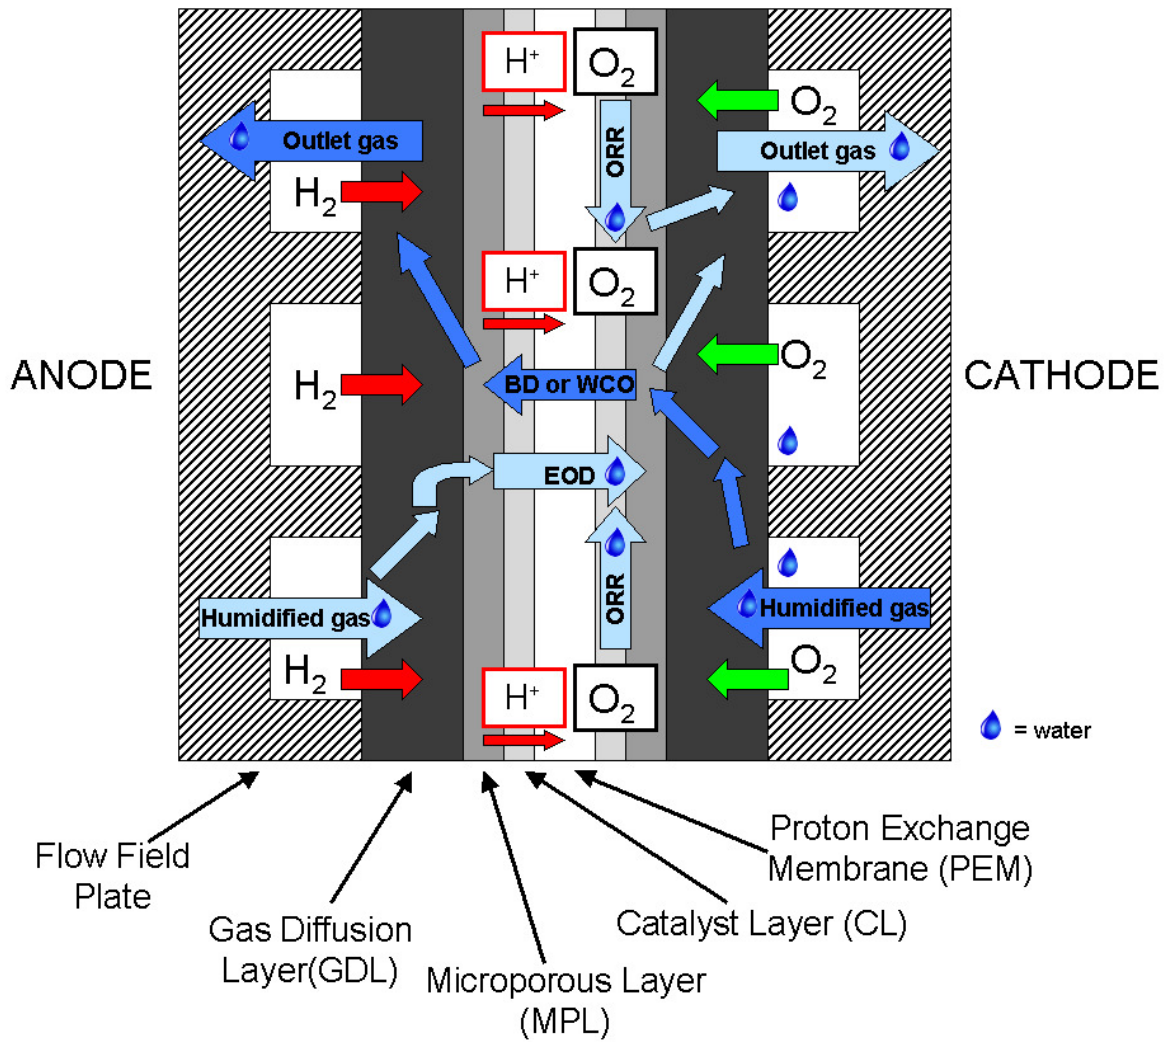 H+
O2
O2
Outlet gas
ORR
Outlet gas
H2
H+
O2
ANODE
H2
BD or WCO
O2
CATHODE
EOD
Humidified gas
ORR
Humidified gas
H2
H+
O2
O2
= water
Flow Field
Plate
Gas Diffusion
Layer(GDL)
Microporous Layer
(MPL)
Catalyst Layer (CL)
Proton Exchange
Membrane (PEM)